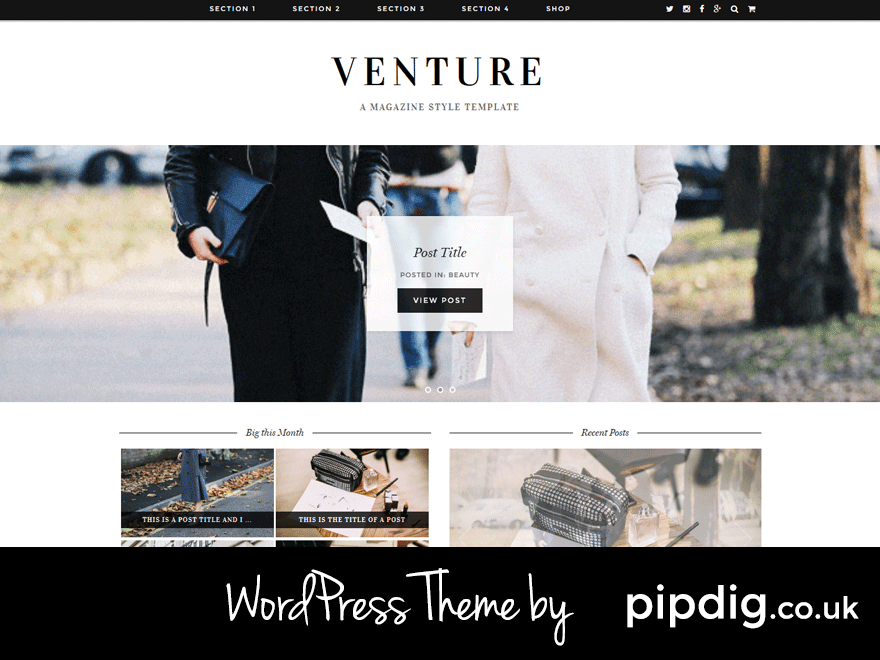 SECTION 1 SECTION 2 SECTION 3 SECTION 4 SHOP
VENTURE
A MAGAZINE STYLE TEMPLATE
Post Title
POSTED IN: BEAUTY
VIEW POST
Big this Month
Recent Posts
THIS IS A POST TITLE AND I ...
THIS IS THE TITLE OF A POST
WordPress Theme by pipdig.co.uk